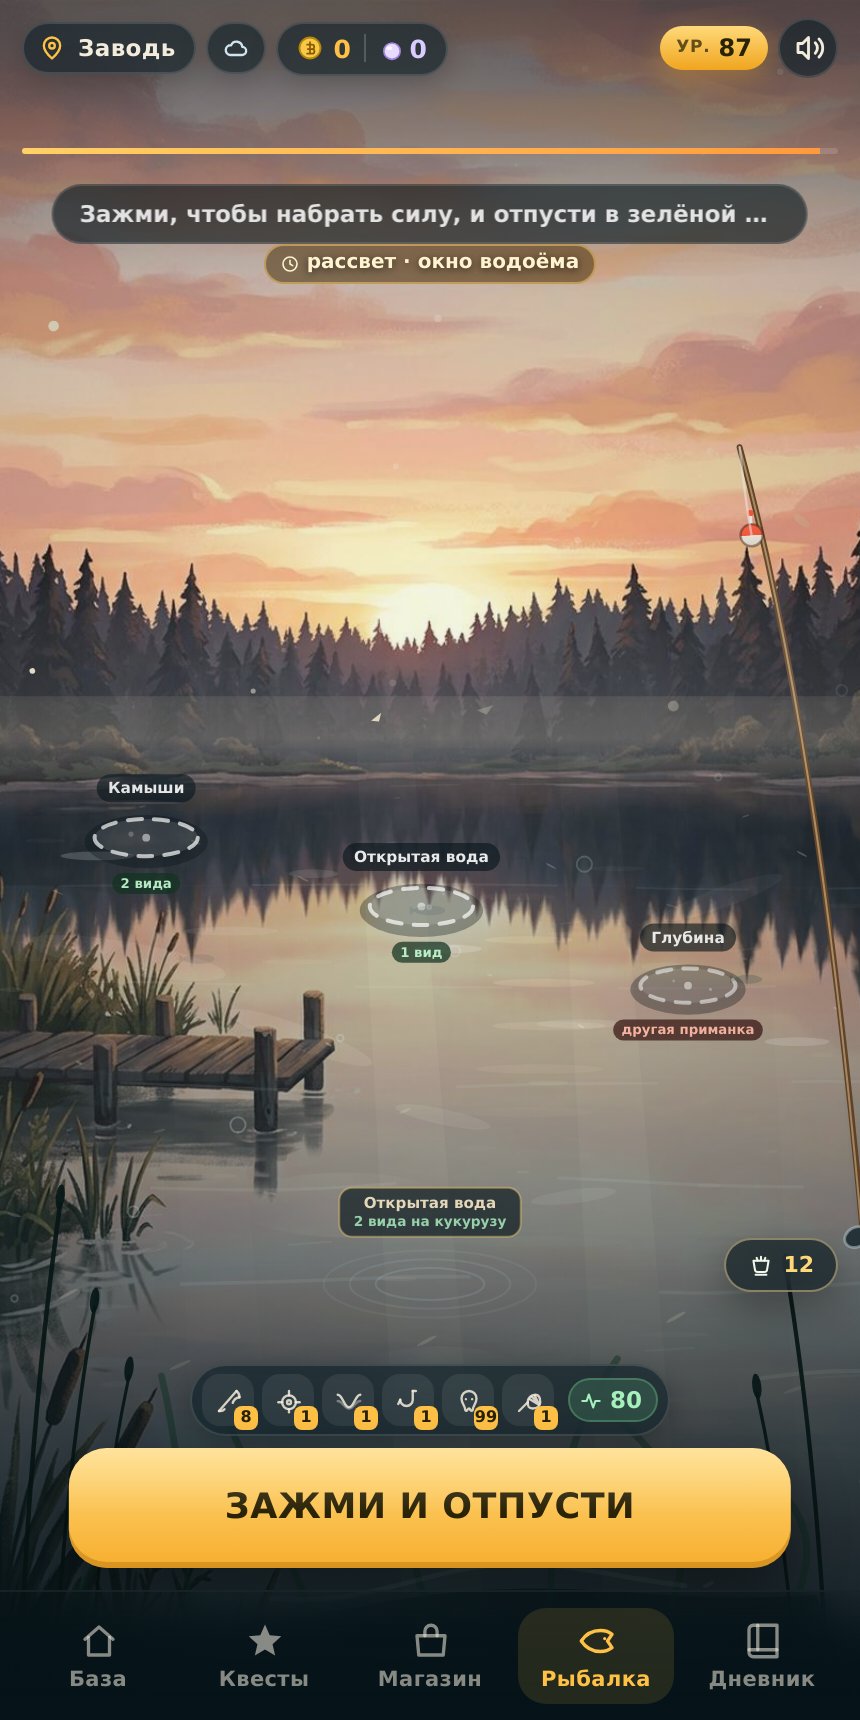 Заводь
0
0
УР. 87
Зажми, чтобы набрать силу, и отпусти в зелёной ...
рассвет · окно водоёма
Камыши
2 вида
Открытая вода
1 вид
Глубина
другая приманка
Открытая вода
2 вида на кукурузу
12
8
1
1
1
99
1
80
ЗАЖМИ И ОТПУСТИ
База
Квесты
Магазин
Рыбалка
Дневник